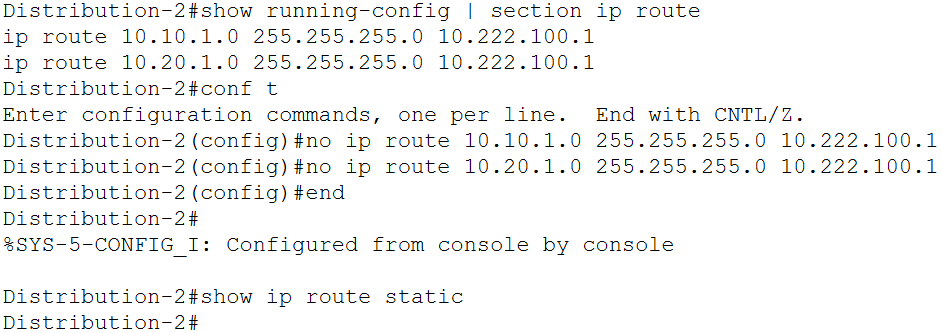 Distribution-2#show running-config | section ip route
ip route 10.10.1.0 255.255.255.0 10.222.100.1
ip route 10.20.1.0 255.255.255.0 10.222.100.1
Distribution-2#conf t
Enter configuration commands, one per line.  End with CNTL/Z.
Distribution-2(config)#no ip route 10.10.1.0 255.255.255.0 10.222.100.1
Distribution-2(config)#no ip route 10.20.1.0 255.255.255.0 10.222.100.1
Distribution-2(config)#end
Distribution-2#
%SYS-5-CONFIG_I: Configured from console by console

Distribution-2#show ip route static
Distribution-2#